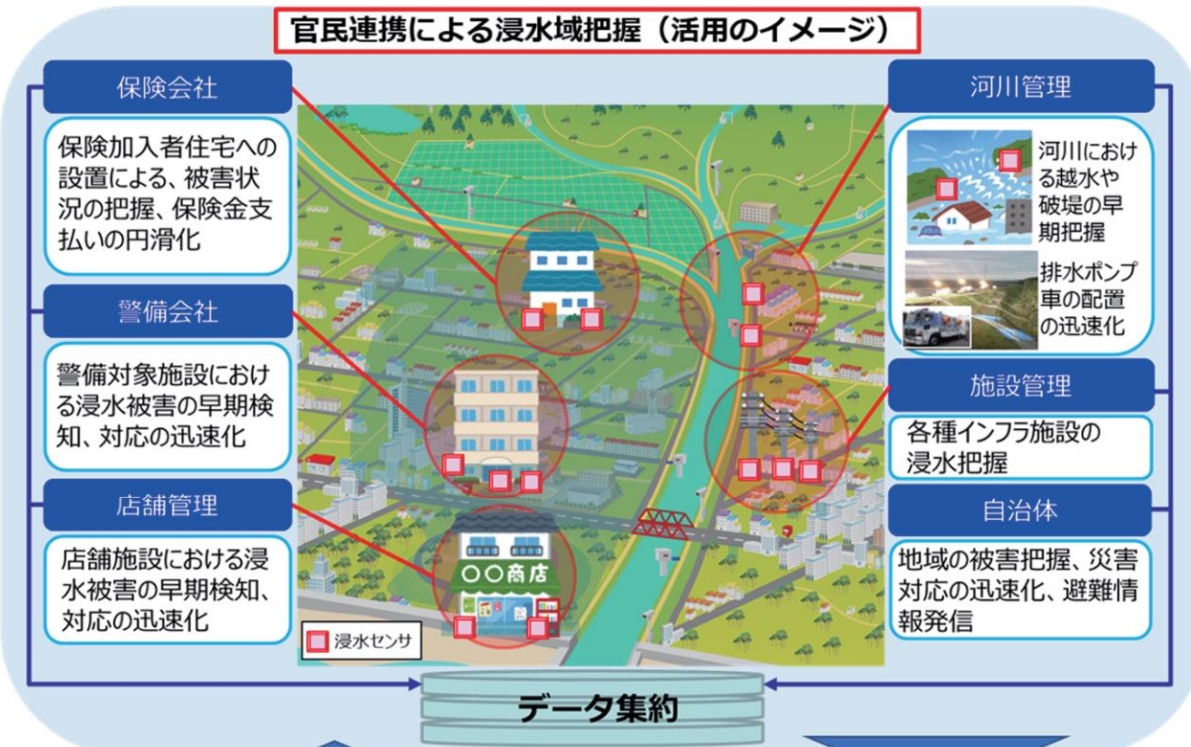 官民連携による浸水域把握（活用のイメージ）
保険会社
保険加入者住宅への
設置による、被害状
況の把握、保険金支
払いの円滑化
警備会社
警備対象施設におけ
る浸水被害の早期検
知、対応の迅速化
店舗管理
店舗施設における浸
水被害の早期検知、
対応の迅速化
〇〇商店
浸水センサ
河川管理
河川におけ
る越水や
破堤の早
期把握
排水ポンプ
車の配置
の迅速化
施設管理
各種インフラ施設の
浸水把握
自治体
地域の被害把握、災害
対応の迅速化、避難情
報発信
データ集約